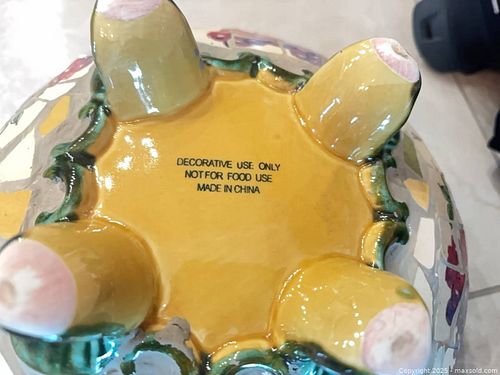 DECORATIVE USE ONLY
NOT FOR FOOD USE
MADE IN CHINA
Copyright 2025 - maxsold.com